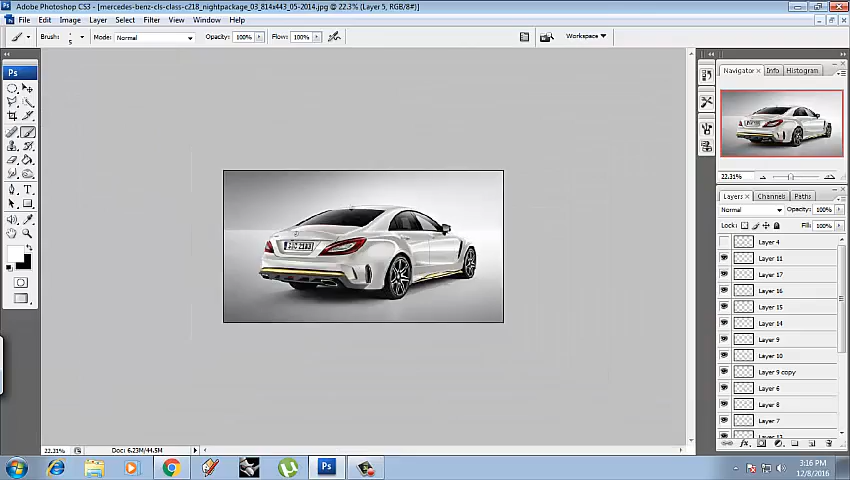 Adobe Photoshop CS3 - [mercedes-benz-cls-class-c218_nightpackage_03_814x443_05-2014.jpg @ 22.3% (Layer 5, RGB/8#)]
File Edit Image Layer Select Filter View Window Help
Brush: 5 Mode: Normal Opacity: 100% Flow: 100% Workspace
Ps
Navigator Info Histogram
22.31%
Layers Channels Paths
Normal Opacity: 100%
Lock: Fill: 100%
Layer 4
Layer 11
Layer 17
Layer 16
Layer 15
Layer 14
Layer 9
Layer 10
Layer 9 copy
Layer 6
Layer 8
Layer 7
22.31% Doc: 6.23M/44.5M
Ps
3:16 PM
12/8/2016